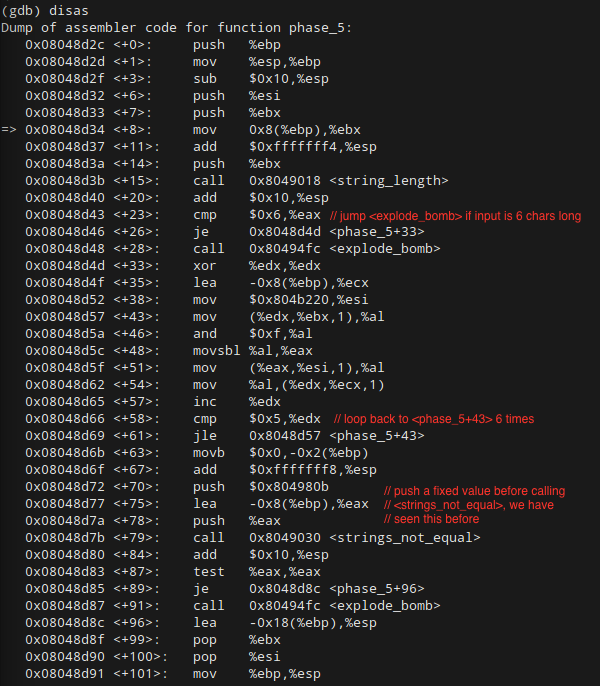 (gdb) disas
Dump of assembler code for function phase_5:
   0x08048d2c <+0>:     push   %ebp
   0x08048d2d <+1>:     mov    %esp,%ebp
   0x08048d2f <+3>:     sub    $0x10,%esp
   0x08048d32 <+6>:     push   %esi
   0x08048d33 <+7>:     push   %ebx
=> 0x08048d34 <+8>:     mov    0x8(%ebp),%ebx
   0x08048d37 <+11>:    add    $0xfffffff4,%esp
   0x08048d3a <+14>:    push   %ebx
   0x08048d3b <+15>:    call   0x8049018 <string_length>
   0x08048d40 <+20>:    add    $0x10,%esp
   0x08048d43 <+23>:    cmp    $0x6,%eax // jump <explode_bomb> if input is 6 chars long
   0x08048d46 <+26>:    je     0x8048d4d <phase_5+33>
   0x08048d48 <+28>:    call   0x80494fc <explode_bomb>
   0x08048d4d <+33>:    xor    %edx,%edx
   0x08048d4f <+35>:    lea    -0x8(%ebp),%ecx
   0x08048d52 <+38>:    mov    $0x804b220,%esi
   0x08048d57 <+43>:    mov    (%edx,%ebx,1),%al
   0x08048d5a <+46>:    and    $0xf,%al
   0x08048d5c <+48>:    movsbl %al,%eax
   0x08048d5f <+51>:    mov    (%eax,%esi,1),%al
   0x08048d62 <+54>:    mov    %al,(%edx,%ecx,1)
   0x08048d65 <+57>:    inc    %edx
   0x08048d66 <+58>:    cmp    $0x5,%edx // loop back to <phase_5+43> 6 times
   0x08048d69 <+61>:    jle    0x8048d57 <phase_5+43>
   0x08048d6b <+63>:    movb   $0x0,-0x2(%ebp)
   0x08048d6f <+67>:    add    $0xfffffff8,%esp
   0x08048d72 <+70>:    push   $0x804980b // push a fixed value before calling
   0x08048d77 <+75>:    lea    -0x8(%ebp),%eax // <strings_not_equal>, we have
   0x08048d7a <+78>:    push   %eax // seen this before
   0x08048d7b <+79>:    call   0x8049030 <strings_not_equal>
   0x08048d80 <+84>:    add    $0x10,%esp
   0x08048d83 <+87>:    test   %eax,%eax
   0x08048d85 <+89>:    je     0x8048d8c <phase_5+96>
   0x08048d87 <+91>:    call   0x80494fc <explode_bomb>
   0x08048d8c <+96>:    lea    -0x18(%ebp),%esp
   0x08048d8f <+99>:    pop    %ebx
   0x08048d90 <+100>:   pop    %esi
   0x08048d91 <+101>:   mov    %ebp,%esp